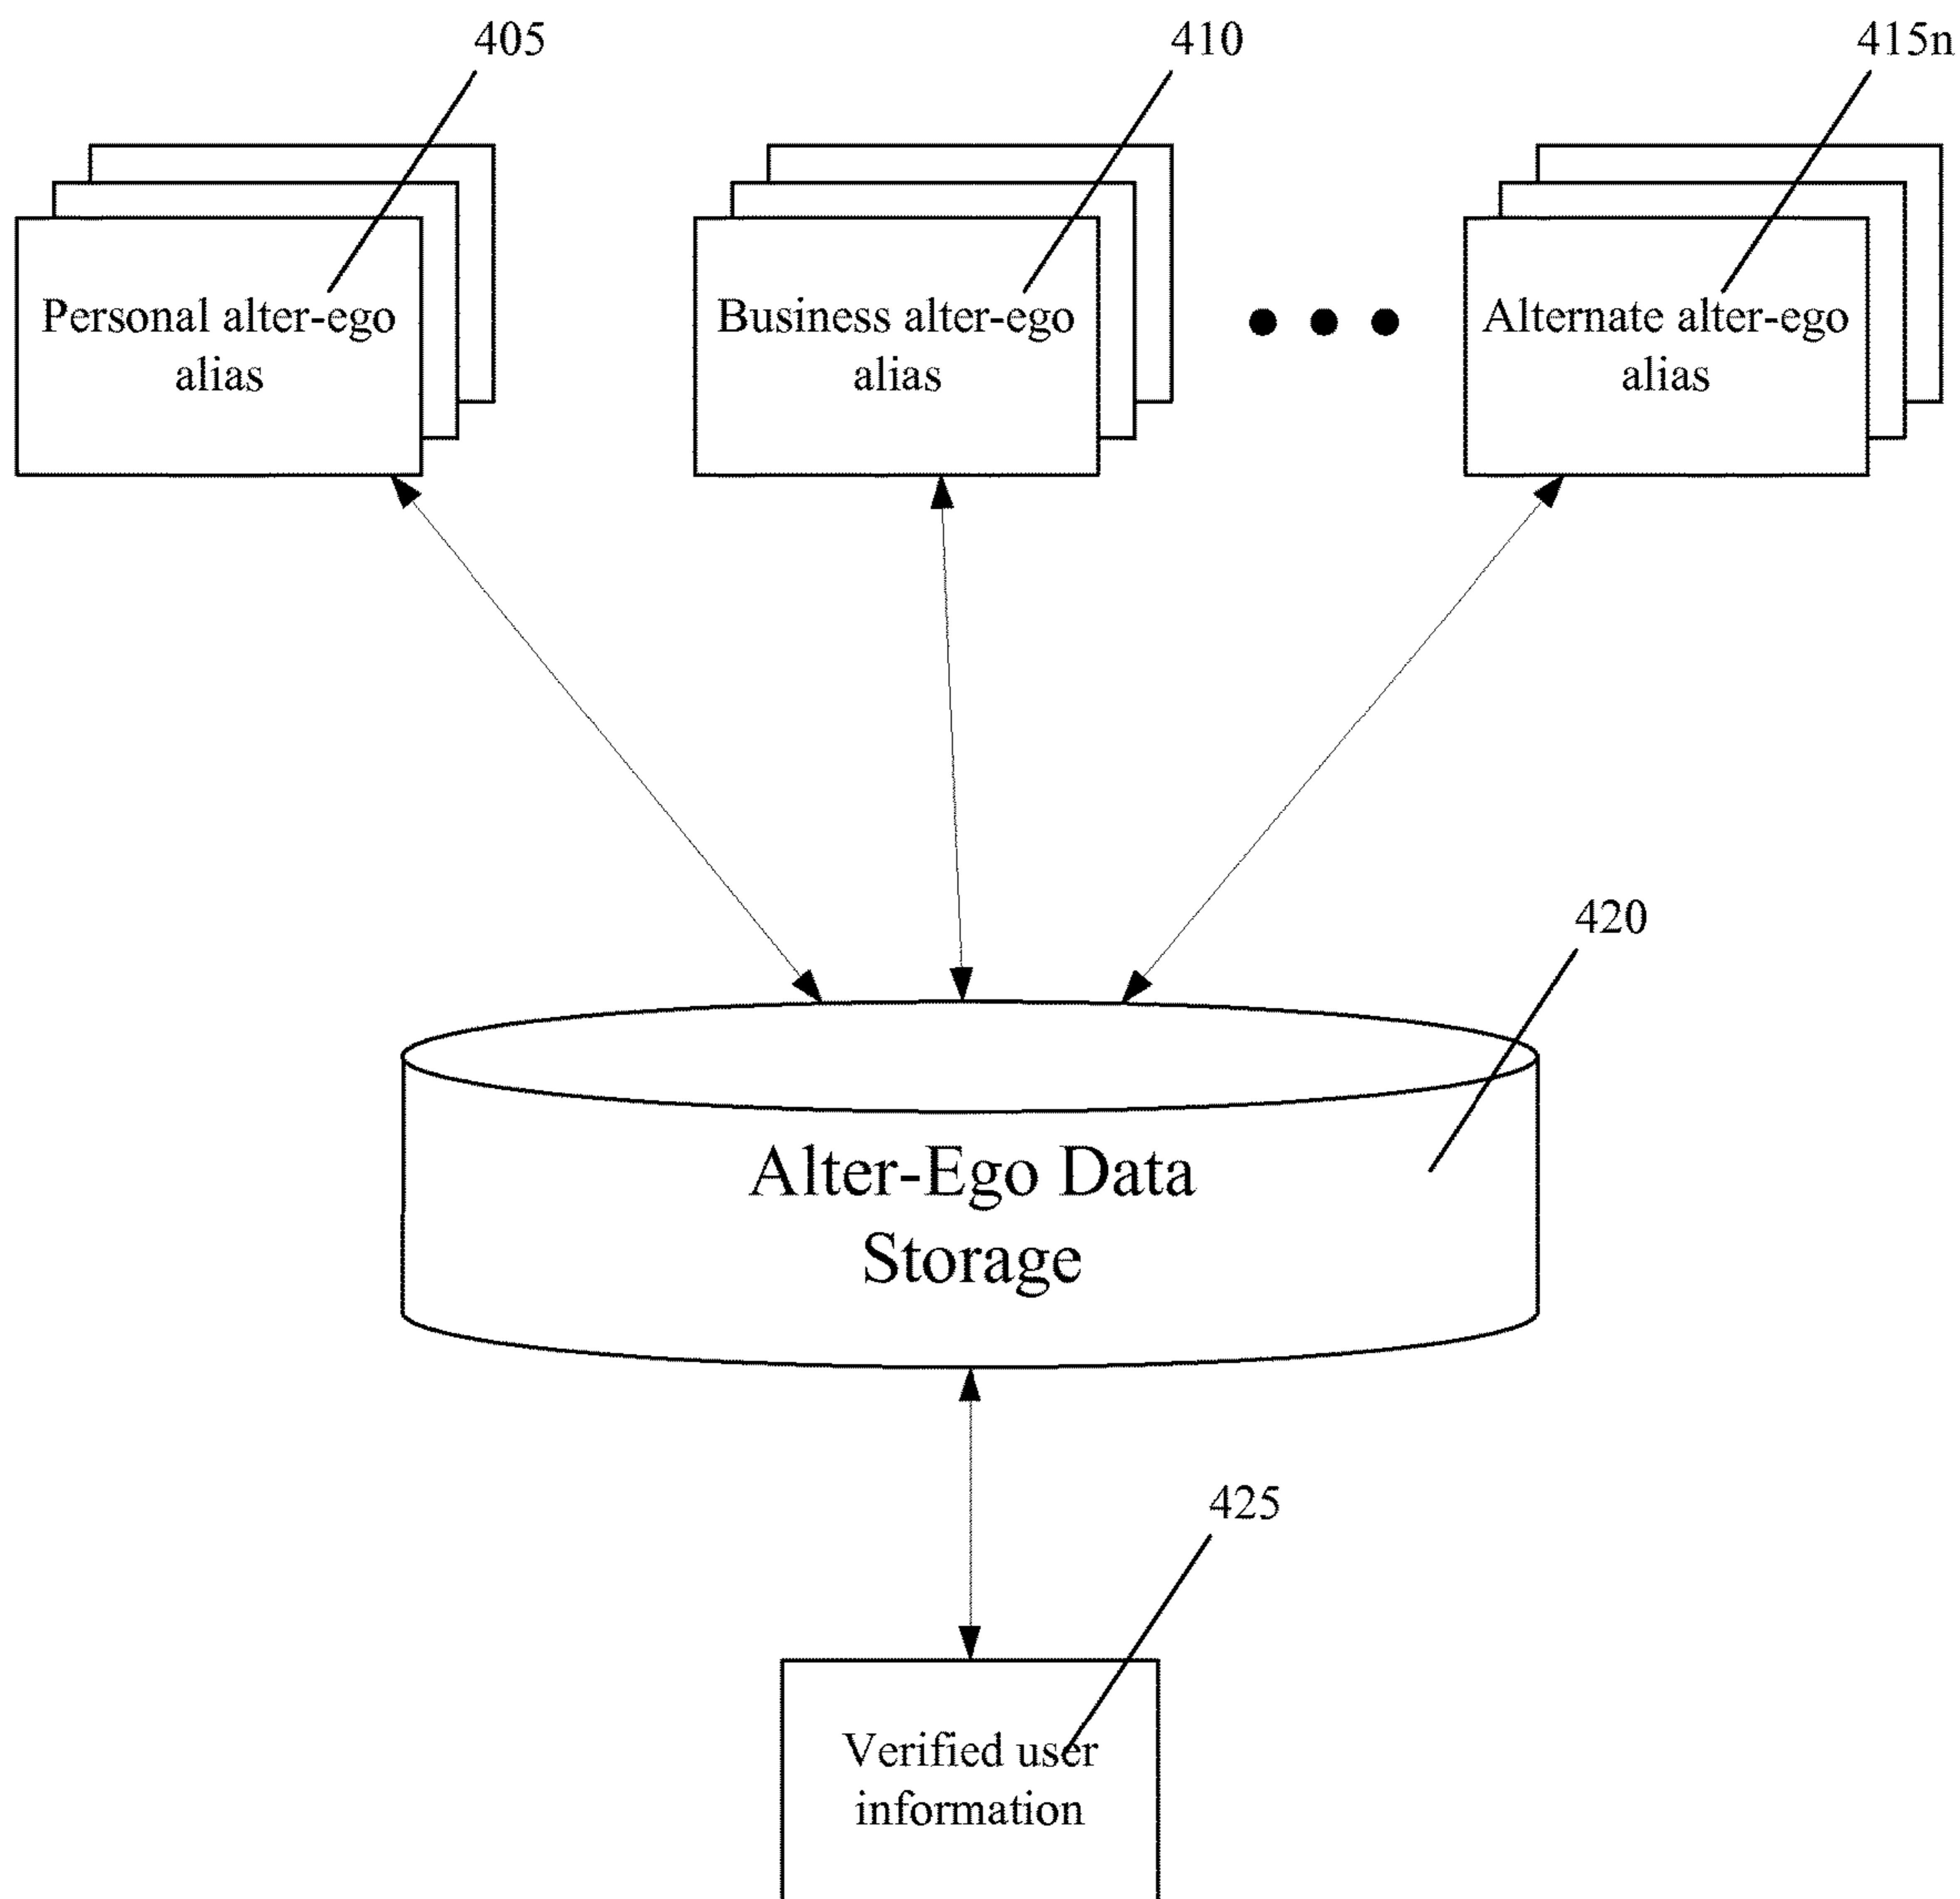 405
410
415n
Personal alter-ego
alias
Business alter-ego
alias
Alternate alter-ego
alias
420
Alter-Ego Data
Storage
425
Verified user
information